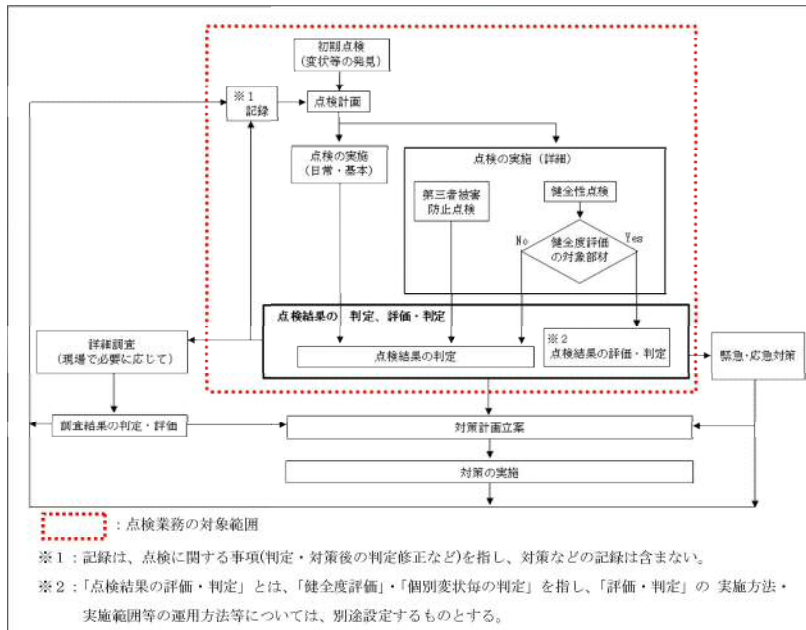 初期点検
(変状等の発見)
※1
記録
点検計画
点検の実施
(日常・基本)
点検の実施(詳細)
第三者被害
防止点検
健全性点検
No
健全度評価
の対象部材
Yes
点検結果の 判定、評価・判定
点検結果の判定
※2
点検結果の評価・判定
詳細調査
(現場で必要に応じて)
緊急・応急対策
調査結果の判定・評価
対策計画立案
対策の実施
:点検業務の対象範囲
※1:記録は、点検に関する事項(判定・対策後の判定修正など)を指し、対策などの記録は含まない。
※2:「点検結果の評価・判定」とは、「健全度評価」・「個別変状毎の判定」を指し、「評価・判定」の 実施方法・
実施範囲等の運用方法等については、別途設定するものとする。